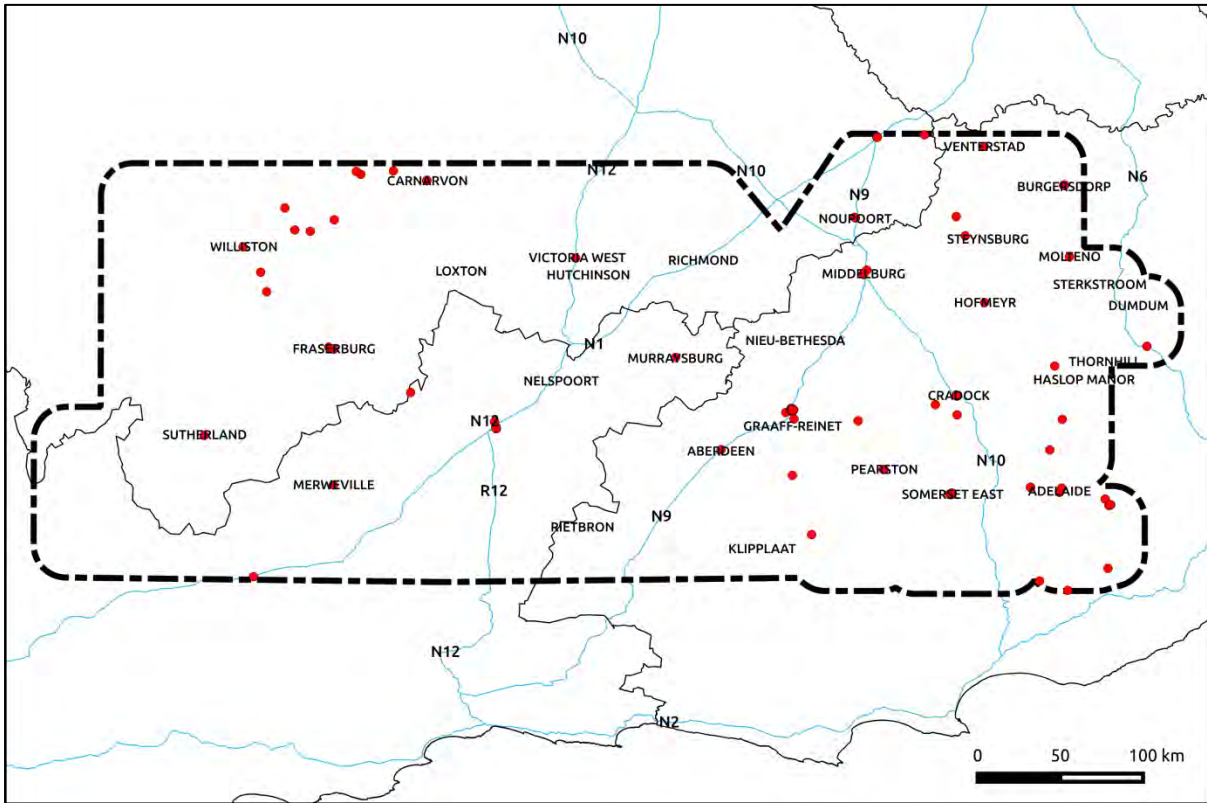 N10
N12
N10
VENTERSTAD
CARNARVON
N6
BURGERSDORP
N9
NOUPOORT
STEYNSBURG
WILLISTON
VICTORIA WEST
RICHMOND
MOLTENO
LOXTON
HUTCHINSON
MIDDELBURG
STERKSTROOM
HOFMEYR
DUMDUM
FRASERBURG
N1
MURRAYSBURG
NIEU-BETHESDA
THORNHILL
NELSPOORT
HASLOP MANOR
CRADOCK
N12
GRAAFF-REINET
SUTHERLAND
ABERDEEN
N10
PEARSTON
MERWEVILLE
R12
SOMERSET EAST
ADELAIDE
N9
RIETBRON
KLIPPLAAT
N12
N2
0 50 100 km